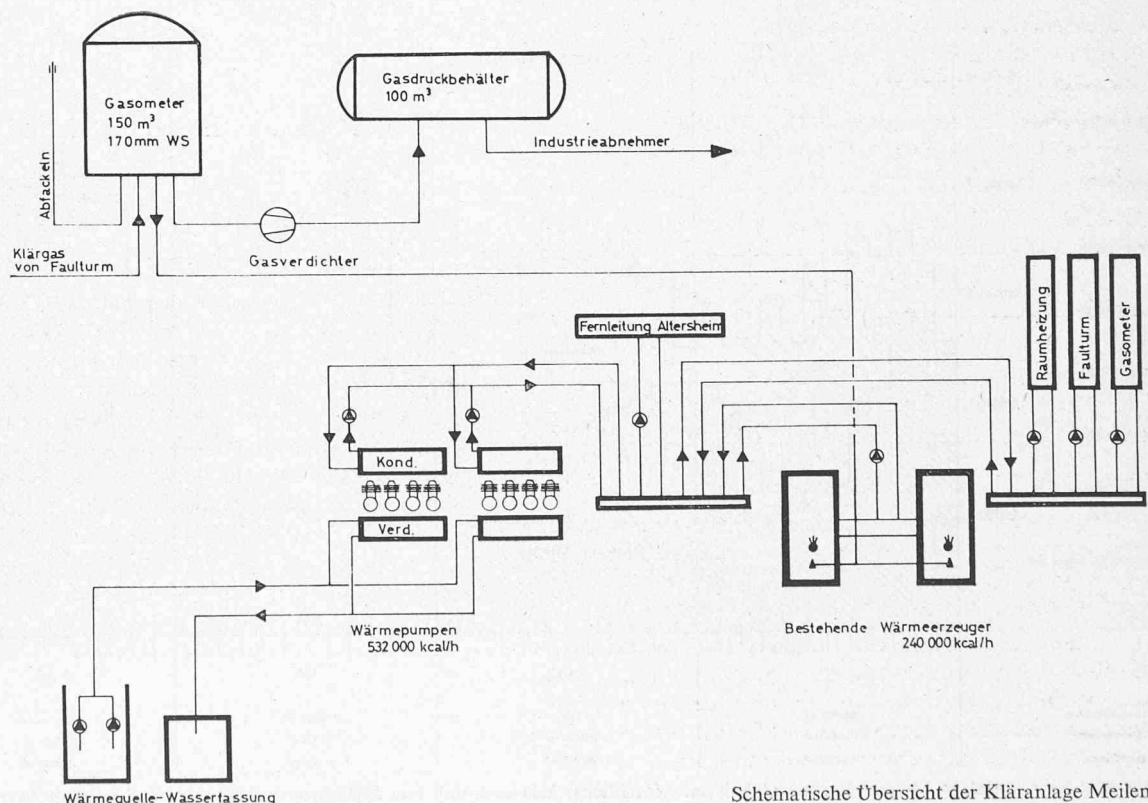 Gasometer
150 m³
170mm WS
Gasdruckbehälter
100 m³
Industrieabnehmer
Abfackeln
Klärgas
von Faulturm
Gasverdichter
Fernleitung Altersheim
Raumheizung
Faulturm
Gasometer
Kond.
Verd.
Wärmepumpen
532 000 kcal/h
Bestehende Wärmeerzeuger
240 000 kcal/h
Wärmequelle-Wasserfassung
Schematische Übersicht der Kläranlage Meilen